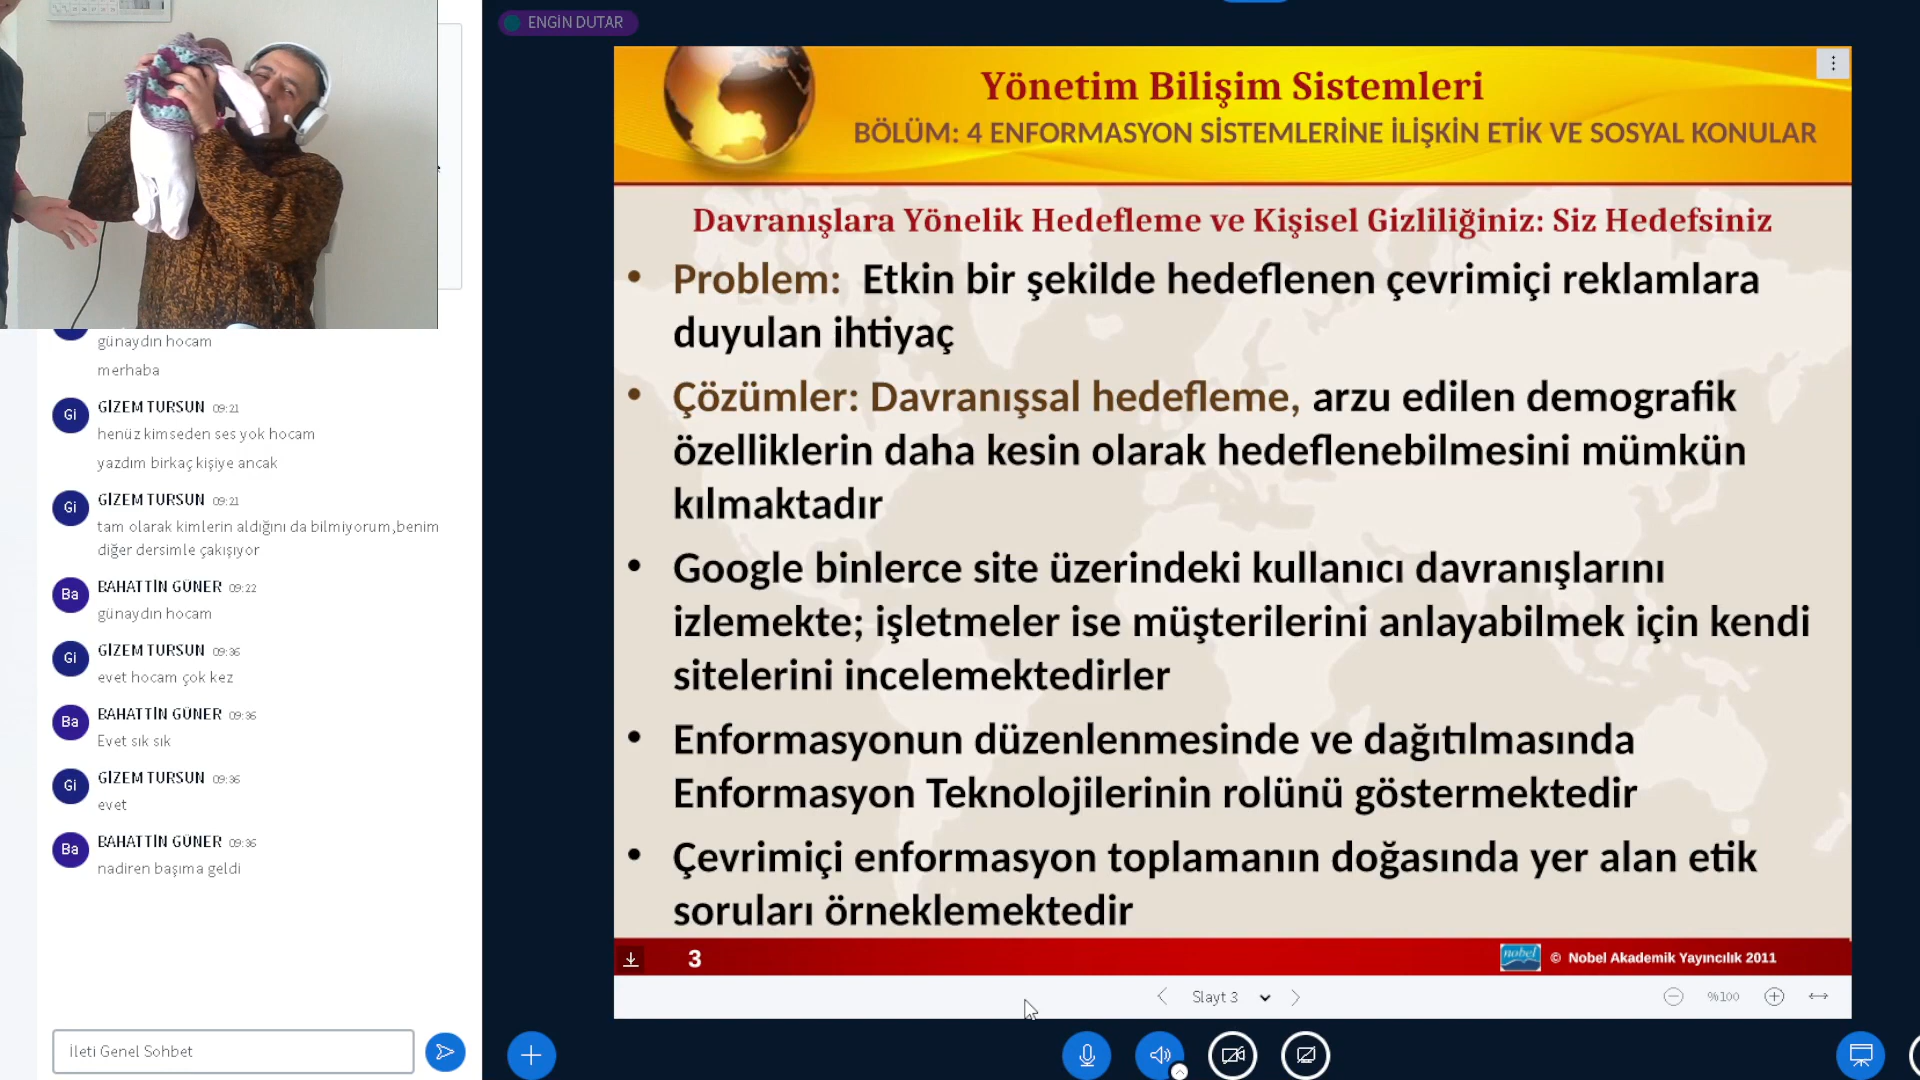 günaydın hocam
merhaba
Gi
GİZEM TURSUN 09:21
henüz kimseden ses yok hocam
yazdım birkaç kişiye ancak
Gi
GİZEM TURSUN 09:21
tam olarak kimlerin aldığını da bilmiyorum,benim
diğer dersimle çakışıyor
Ba
BAHATTİN GÜNER 09:22
günaydın hocam
Gi
GİZEM TURSUN 09:36
evet hocam çok kez
Ba
BAHATTİN GÜNER 09:36
Evet sık sık
Gi
GİZEM TURSUN 09:36
evet
Ba
BAHATTİN GÜNER 09:36
nadiren başıma geldi
İleti Genel Sohbet
ENGİN DUTAR
Yönetim Bilişim Sistemleri
BÖLÜM: 4 ENFORMASYON SİSTEMLERİNE İLİŞKİN ETİK VE SOSYAL KONULAR
Davranışlara Yönelik Hedefleme ve Kişisel Gizliliğiniz: Siz Hedefsiniz
• Problem: Etkin bir şekilde hedeflenen çevrimiçi reklamlara
duyulan ihtiyaç
• Çözümler: Davranışsal hedefleme, arzu edilen demografik
özelliklerin daha kesin olarak hedeflenebilmesini mümkün
kılmaktadır
• Google binlerce site üzerindeki kullanıcı davranışlarını
izlemekte; işletmeler ise müşterilerini anlayabilmek için kendi
sitelerini incelemektedirler
• Enformasyonun düzenlenmesinde ve dağıtılmasında
Enformasyon Teknolojilerinin rolünü göstermektedir
• Çevrimiçi enformasyon toplamanın doğasında yer alan etik
soruları örneklemektedir
3
nobel
© Nobel Akademik Yayıncılık 2011
Slayt 3
%100